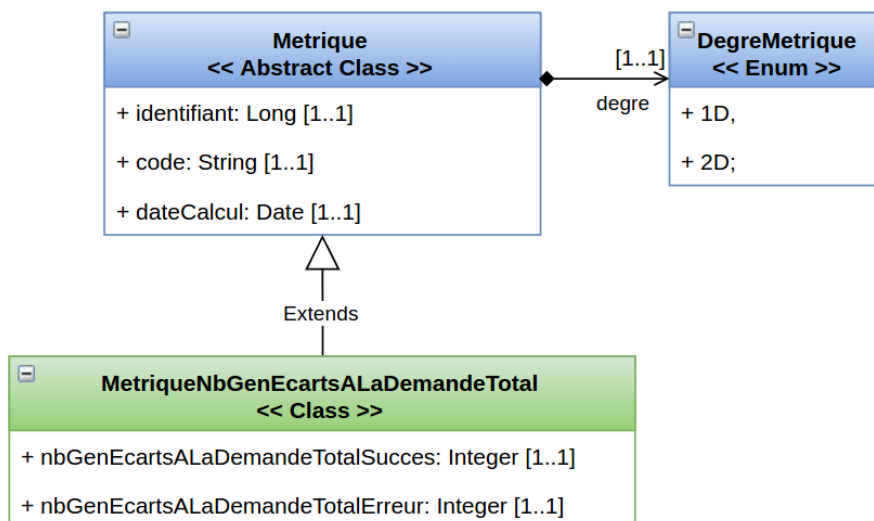 Metrique
<< Abstract Class >>
+ identifiant: Long [1..1]
+ code: String [1..1]
+ dateCalcul: Date [1..1]
[1..1]
degre
DegreMetrique
<< Enum >>
+ 1D,
+ 2D;
Extends
MetriqueNbGenEcartsALaDemandeTotal
<< Class >>
+ nbGenEcartsALaDemandeTotalSucces: Integer [1..1]
+ nbGenEcartsALaDemandeTotalErreur: Integer [1..1]